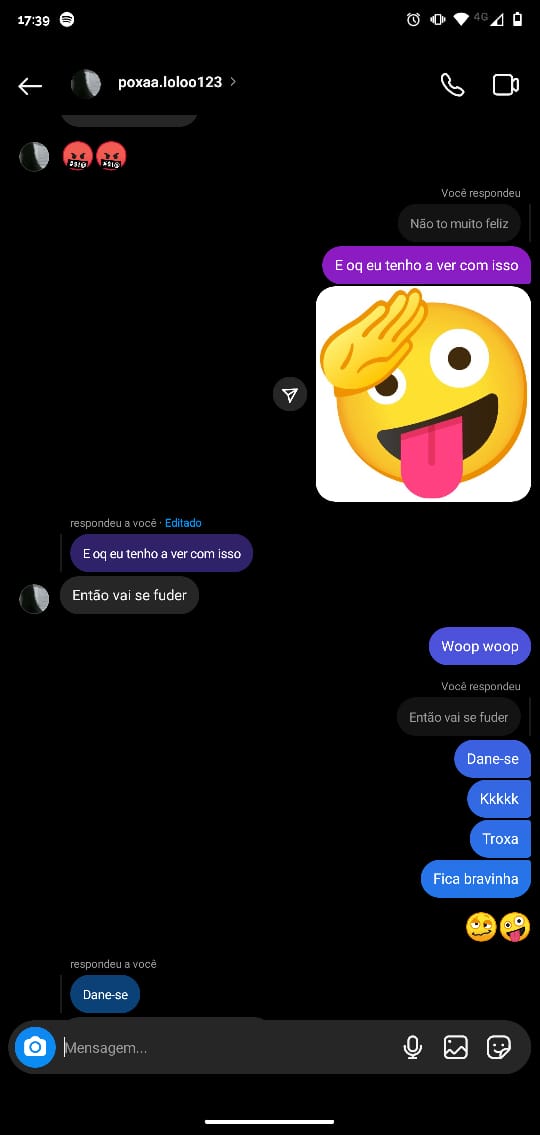 17:39
4G
poxaa.loloo123
Você respondeu
Não to muito feliz
E oq eu tenho a ver com isso
respondeu a você · Editado
E oq eu tenho a ver com isso
Então vai se fuder
Woop woop
Você respondeu
Então vai se fuder
Dane-se
Kkkkk
Troxa
Fica bravinha
respondeu a você
Dane-se
Mensagem...